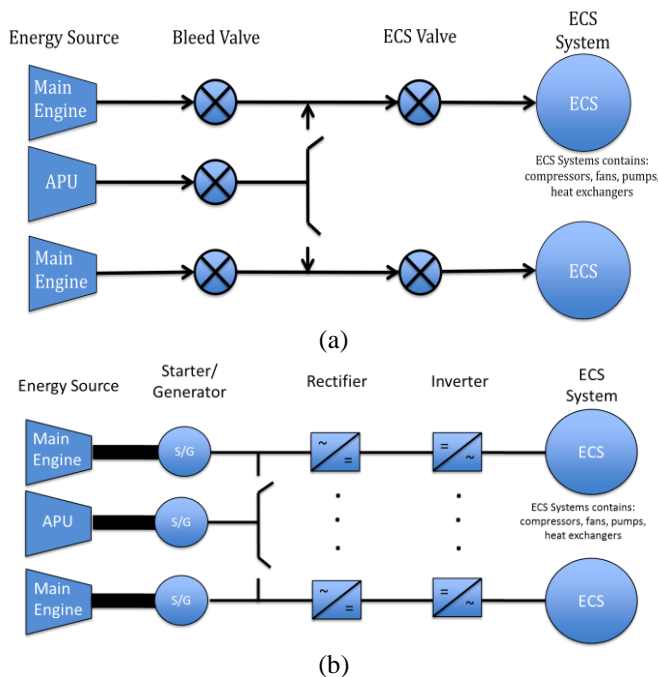 Energy Source Bleed Valve ECS Valve ECS
System
Main
Engine
ECS
ECS Systems contains:
compressors, fans, pumps,
heat exchangers
APU
Main
Engine
ECS
(a)
Energy Source Starter/
Generator Rectifier Inverter ECS
System
Main
Engine
S/G
~
=
=
~
ECS
ECS Systems contains:
compressors, fans, pumps,
heat exchangers
APU
S/G
Main
Engine
S/G
~
=
=
~
ECS
(b)